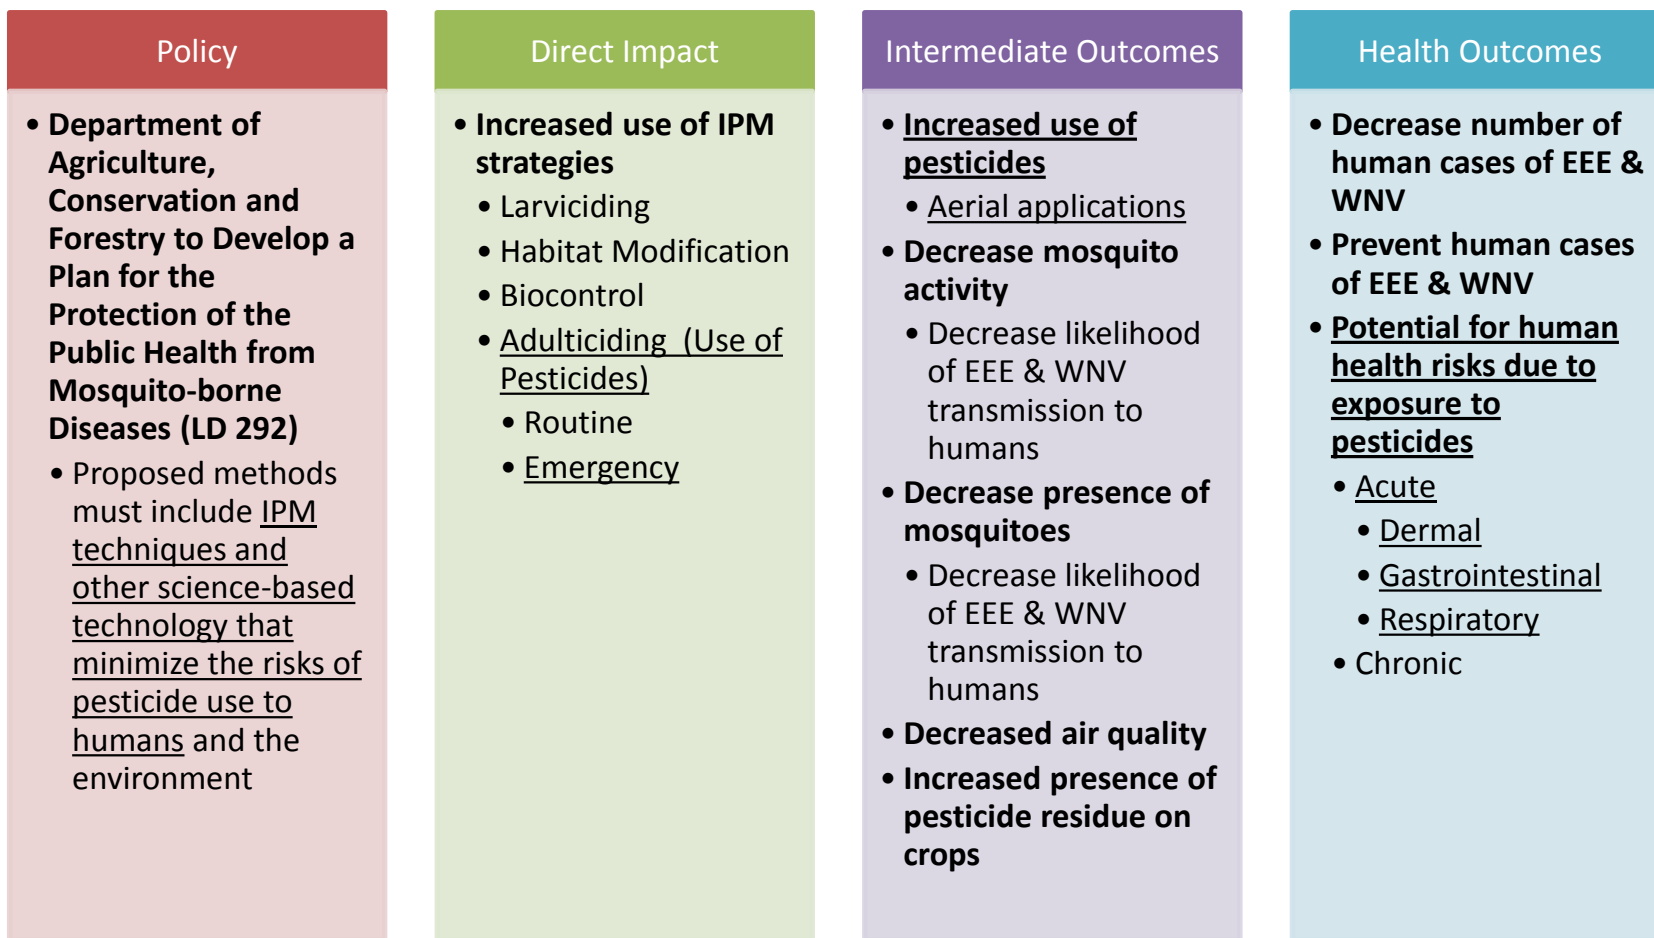 Policy
• Department of
Agriculture,
Conservation and
Forestry to Develop a
Plan for the
Protection of the
Public Health from
Mosquito-borne
Diseases (LD 292)
• Proposed methods
must include IPM
techniques and
other science-based
technology that
minimize the risks of
pesticide use to
humans and the
environment
Direct Impact
• Increased use of IPM
strategies
• Larviciding
• Habitat Modification
• Biocontrol
• Adulticiding (Use of
Pesticides)
• Routine
• Emergency
Intermediate Outcomes
• Increased use of
pesticides
• Aerial applications
• Decrease mosquito
activity
• Decrease likelihood
of EEE & WNV
transmission to
humans
• Decrease presence of
mosquitoes
• Decrease likelihood
of EEE & WNV
transmission to
humans
• Decreased air quality
• Increased presence of
pesticide residue on
crops
Health Outcomes
• Decrease number of
human cases of EEE &
WNV
• Prevent human cases
of EEE & WNV
• Potential for human
health risks due to
exposure to
pesticides
• Acute
• Dermal
• Gastrointestinal
• Respiratory
• Chronic